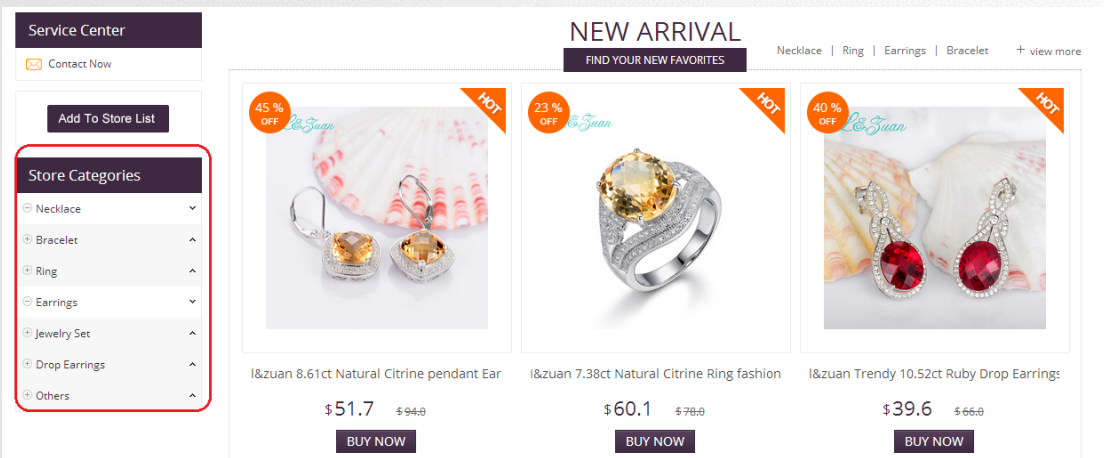 Service Center
Contact Now
Add To Store List
Store Categories
Necklace
Bracelet
Ring
Earrings
Jewelry Set
Drop Earrings
Others
NEW ARRIVAL
FIND YOUR NEW FAVORITES
Necklace | Ring | Earrings | Bracelet + view more
45 %
OFF
HOT
L&Zuan
23 %
OFF
L&Zuan
40 %
OFF
HOT
L&Zuan
l&zuan 8.61ct Natural Citrine pendant Ear
l&zuan 7.38ct Natural Citrine Ring fashion
l&zuan Trendy 10.52ct Ruby Drop Earrings
$51.7 $94.0
$60.1 $78.0
$39.6 $66.0
BUY NOW
BUY NOW
BUY NOW